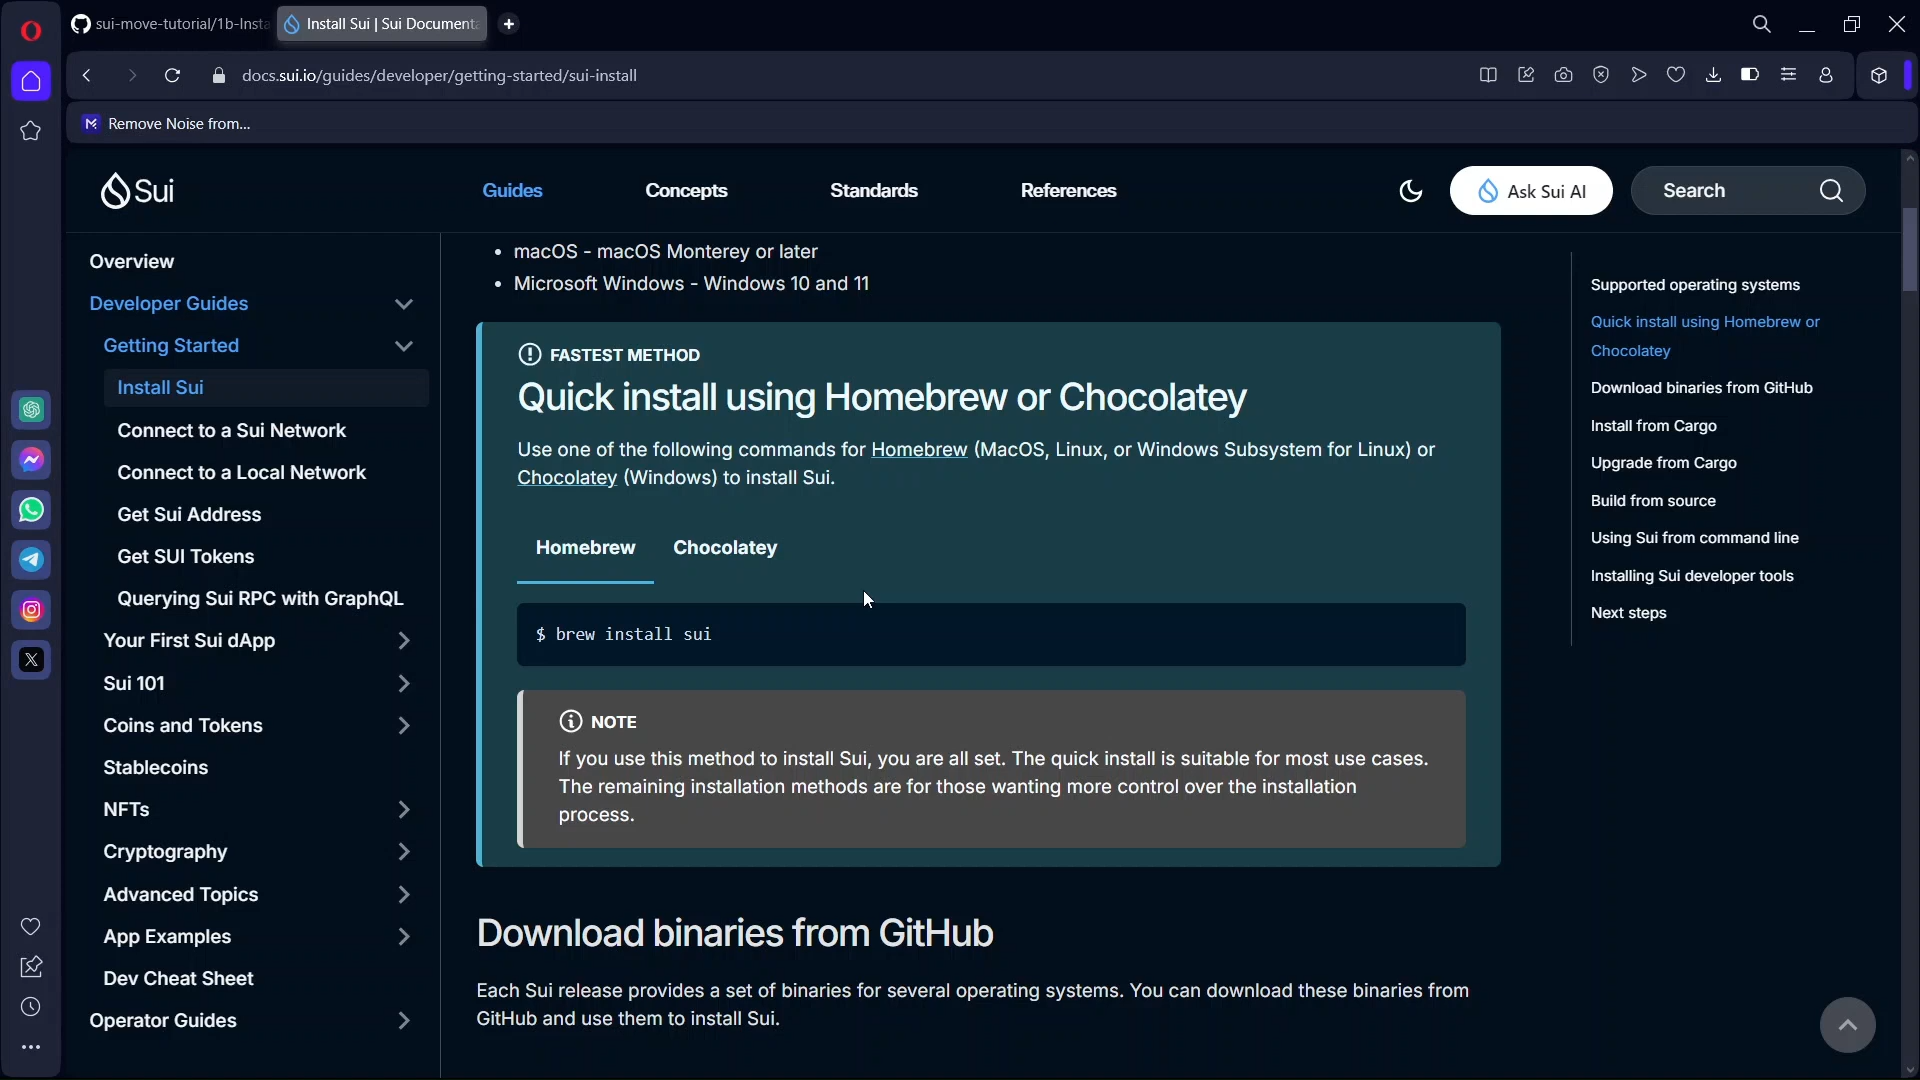 sui-move-tutorial/1b-Insta
Install Sui | Sui Documenta
docs.sui.io/guides/developer/getting-started/sui-install
Remove Noise from...
Sui
Guides
Concepts
Standards
References
Ask Sui AI
Search
Overview
Developer Guides
Getting Started
Install Sui
Connect to a Sui Network
Connect to a Local Network
Get Sui Address
Get SUI Tokens
Querying Sui RPC with GraphQL
Your First Sui dApp
Sui 101
Coins and Tokens
Stablecoins
NFTs
Cryptography
Advanced Topics
App Examples
Dev Cheat Sheet
Operator Guides
• macOS - macOS Monterey or later
• Microsoft Windows - Windows 10 and 11
FASTEST METHOD
Quick install using Homebrew or Chocolatey
Use one of the following commands for Homebrew (MacOS, Linux, or Windows Subsystem for Linux) or
Chocolatey (Windows) to install Sui.
Homebrew
Chocolatey
$ brew install sui
NOTE
If you use this method to install Sui, you are all set. The quick install is suitable for most use cases.
The remaining installation methods are for those wanting more control over the installation
process.
Download binaries from GitHub
Each Sui release provides a set of binaries for several operating systems. You can download these binaries from
GitHub and use them to install Sui.
Supported operating systems
Quick install using Homebrew or
Chocolatey
Download binaries from GitHub
Install from Cargo
Upgrade from Cargo
Build from source
Using Sui from command line
Installing Sui developer tools
Next steps